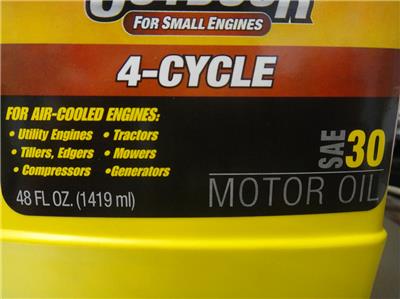 OUTDOOR
FOR SMALL ENGINES
4-CYCLE
FOR AIR-COOLED ENGINES:
• Utility Engines • Tractors
• Tillers, Edgers • Mowers
• Compressors • Generators
SAE 30
48 FL OZ. (1419 ml)
MOTOR OIL